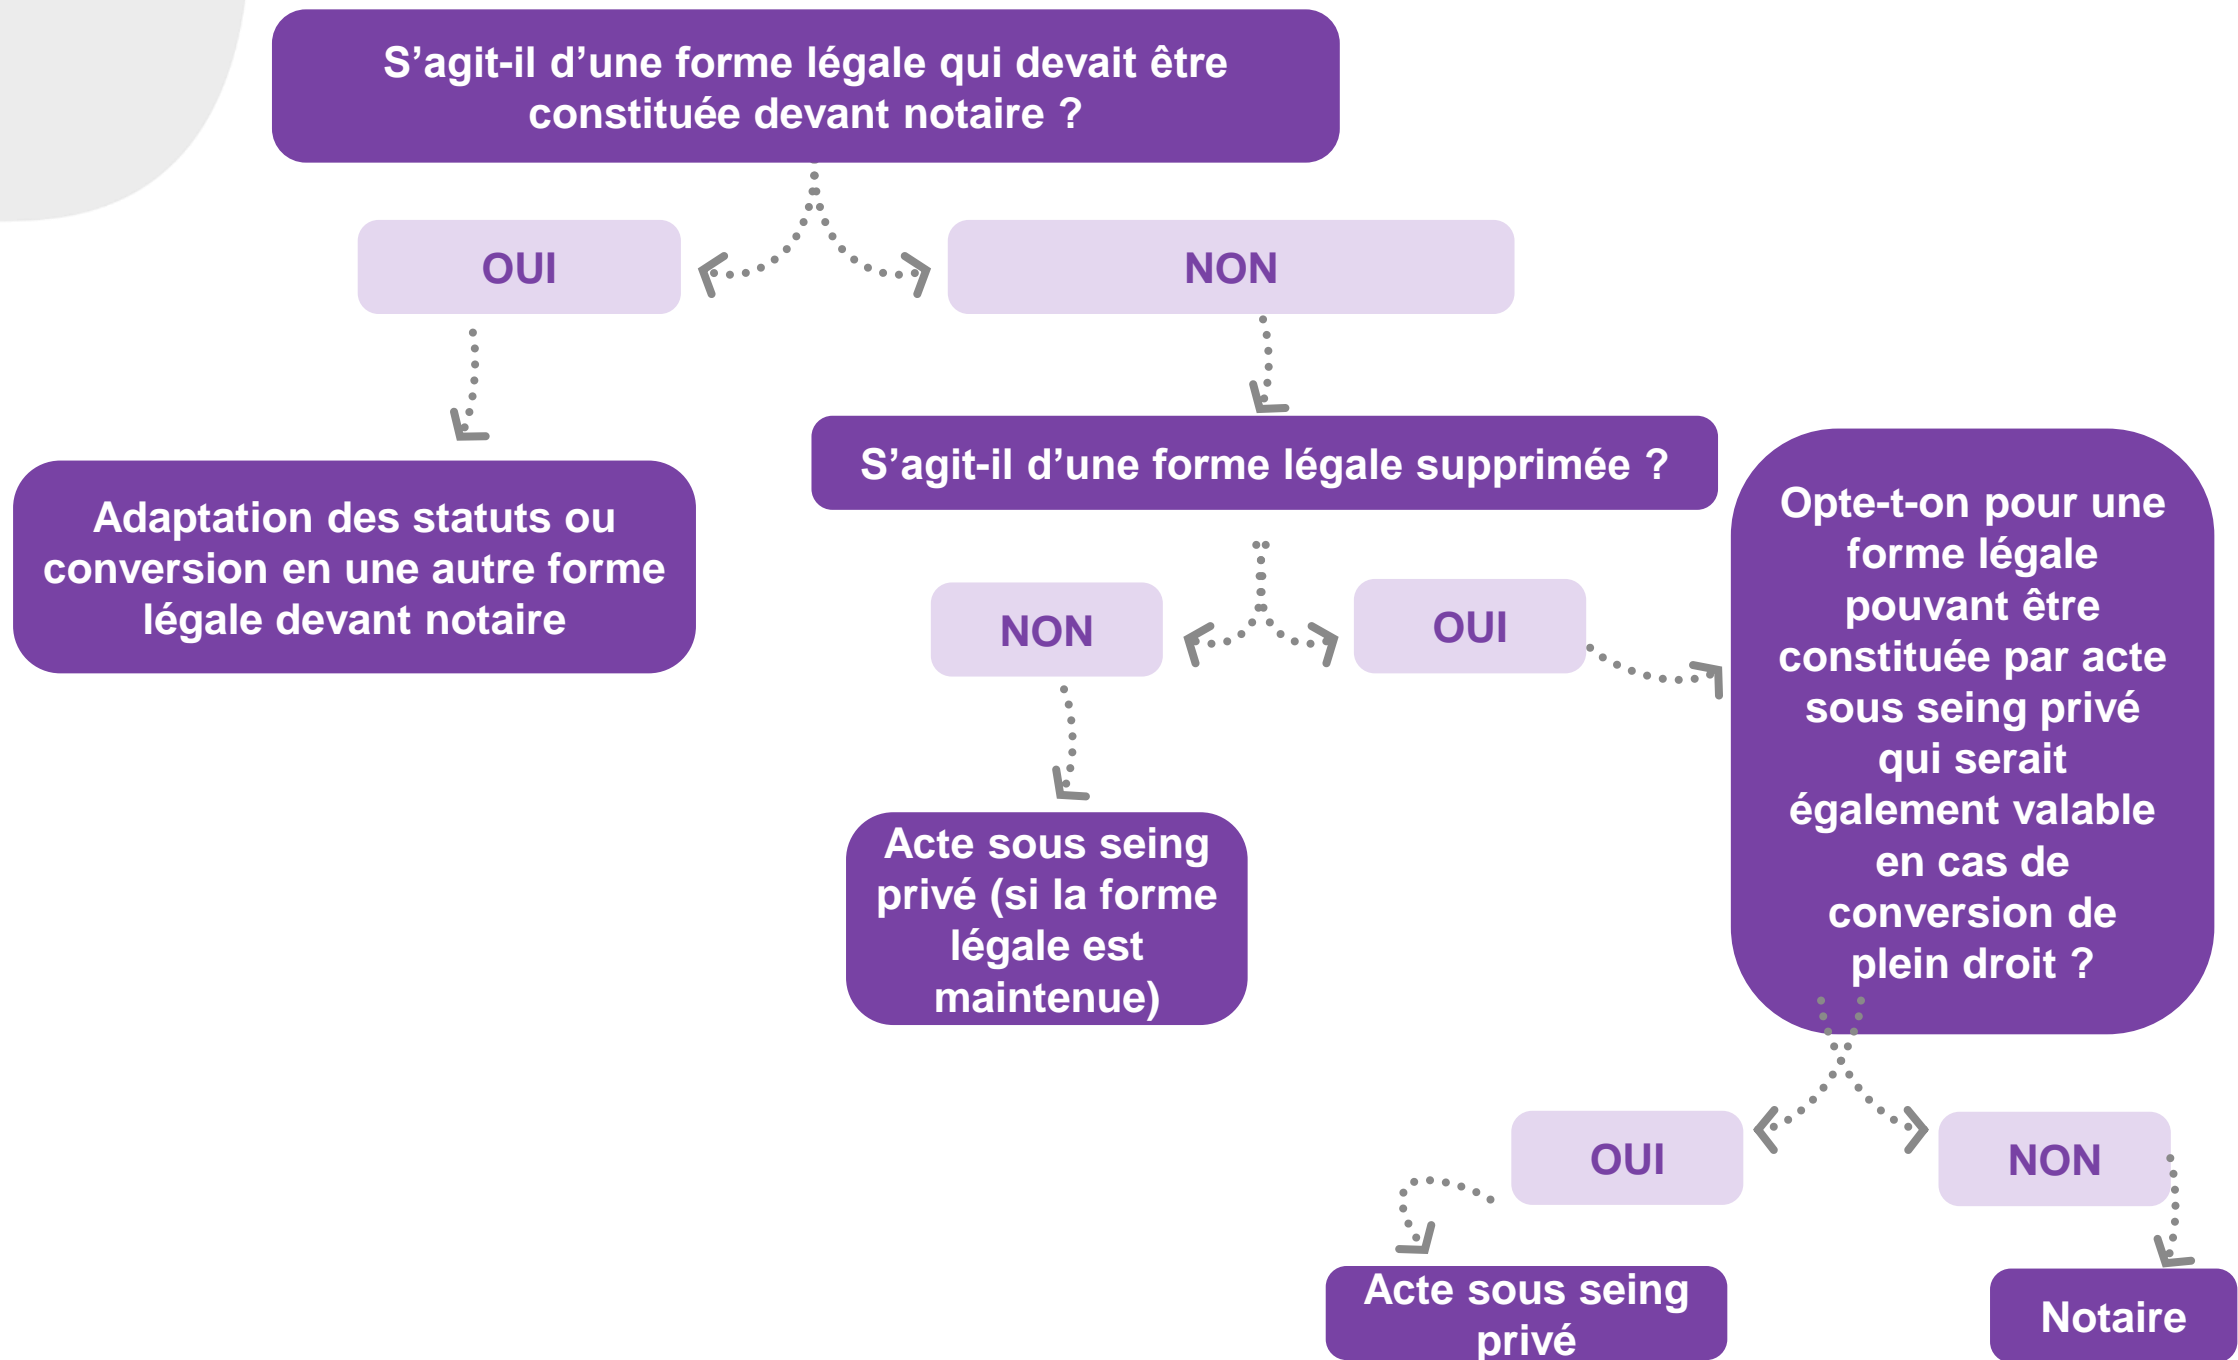 S’agit-il d’une forme légale qui devait être
constituée devant notaire ?
OUI
NON
Adaptation des statuts ou
conversion en une autre forme
légale devant notaire
S’agit-il d’une forme légale supprimée ?
NON
OUI
Opte-t-on pour une
forme légale
pouvant être
constituée par acte
sous seing privé
qui serait
également valable
en cas de
conversion de
plein droit ?
Acte sous seing
privé (si la forme
légale est
maintenue)
OUI
NON
Acte sous seing
privé
Notaire